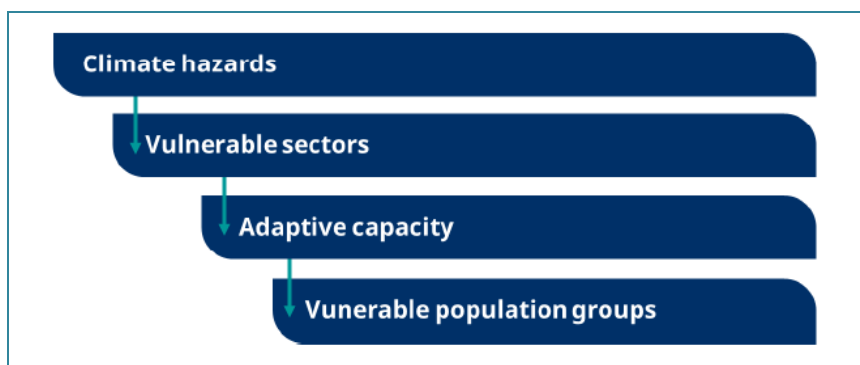 Climate hazards
Vulnerable sectors
Adaptive capacity
Vunerable population groups